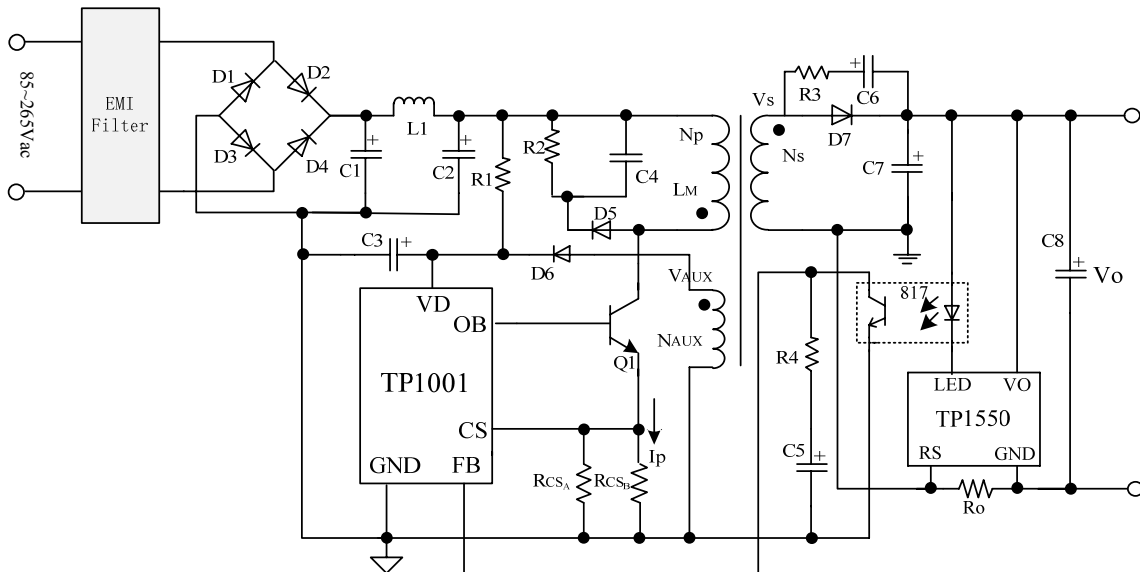 85~265Vac
EMI
Filter
D1
D2
D3
D4
C1
L1
C2
R1
R2
C4
Np
LM
D5
Vs
Ns
R3
C6
D7
C7
C8
Vo
C3
D6
VAUX
NAUX
817
VD
OB
TP1001
CS
GND
FB
Q1
Ip
RCSA
RCSB
R4
C5
LED
VO
TP1550
RS
GND
Ro